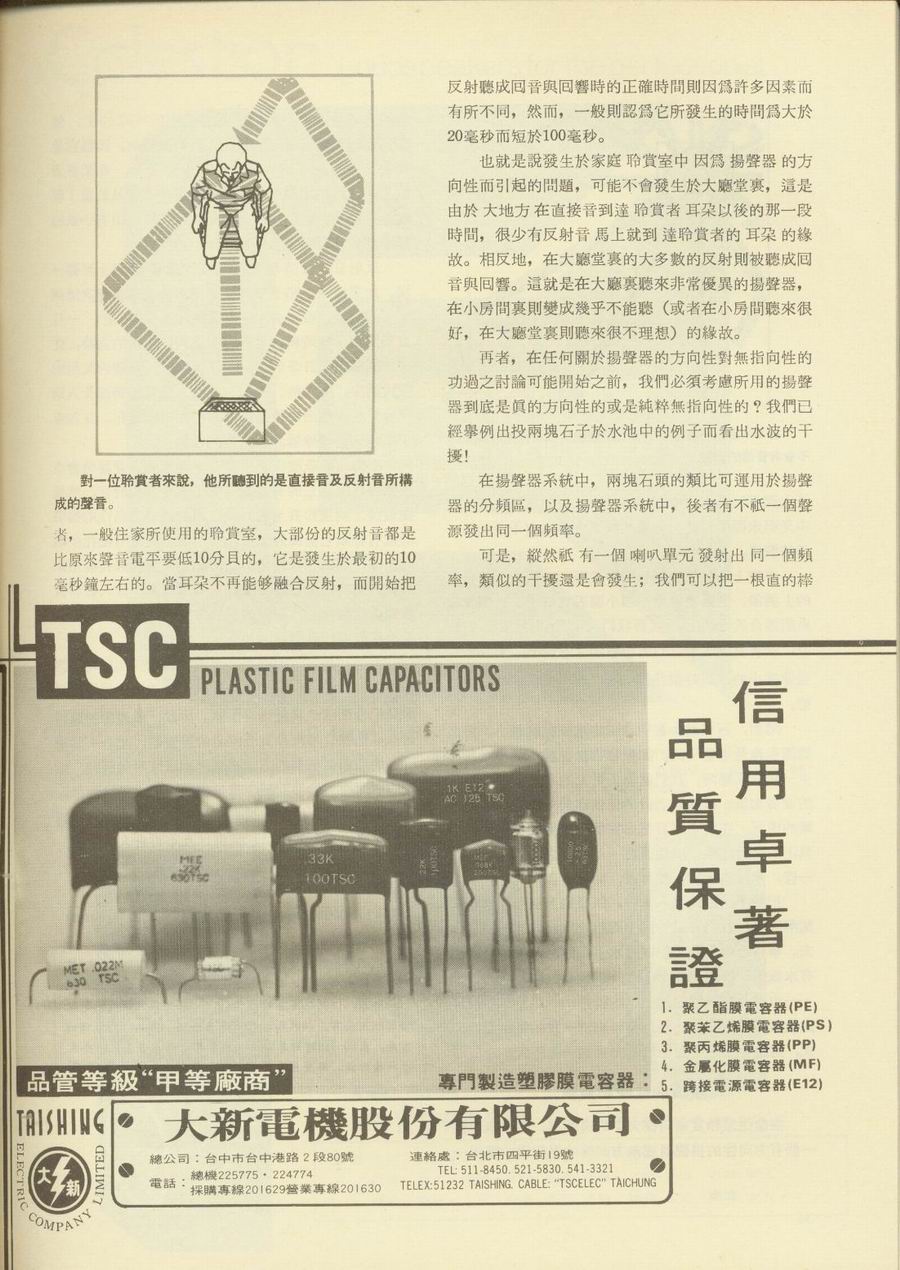 對一位聆賞者來說，他所聽到的是直接音及反射音所構
成的聲音。
者，一般住家所使用的聆賞室，大部份的反射音都是
比原來聲音電平要低10分貝的，它是發生於最初的10
毫秒鐘左右的。當耳朶不再能够融合反射，而開始把
反射聽成囘音與囘響時的正確時間則因爲許多因素而
有所不同，然而，一般則認爲它所發生的時間爲大於
20毫秒而短於100毫秒。
也就是說發生於家庭聆賞室中因爲揚聲器的方
向性而引起的問題，可能不會發生於大廳堂裏，這是
由於大地方在直接音到達聆賞者耳朶以後的那一段
時間，很少有反射音馬上就到達聆賞者的耳朶的緣
故。相反地，在大廳堂裏的大多數的反射則被聽成囘
音與囘響。這就是在大廳裏聽來非常優異的揚聲器，
在小房間裏則變成幾乎不能聽（或者在小房間聽來很
好，在大廳堂裏則聽來很不理想）的緣故。
再者，在任何關於揚聲器的方向性對無指向性的
功過之討論可能開始之前，我們必須考慮所用的揚聲
器到底是眞的方向性的或是純粹無指向性的？我們已
經舉例出投兩塊石子於水池中的例子而看出水波的干
擾！
在揚聲器系統中，兩塊石頭的類比可運用於揚聲
器的分頻區，以及揚聲器系統中，後者有不祇一個聲
源發出同一個頻率。
可是，縱然祇有一個喇叭單元發射出同一個頻
率，類似的干擾還是會發生；我們可以把一根直的棒
TSC
PLASTIC FILM CAPACITORS
信用卓著
品質保證
1K E12
AC 125 TSC
MEF
.22K
630TSC
.33K
100TSC
MET .022M
630 TSC
1. 聚乙酯膜電容器(PE)
2. 聚苯乙烯膜電容器(PS)
3. 聚丙烯膜電容器(PP)
4. 金屬化膜電容器(MF)
5. 跨接電源電容器(E12)
品管等級“甲等廠商”
專門製造塑膠膜電容器：
TAISHING
ELECTRIC COMPANY LIMITED
大新
大新電機股份有限公司
總公司：台中市台中港路2段80號
電話：總機225775・224774
採購專線201629營業專線201630
連絡處：台北市四平街19號
TEL: 511-8450. 521-5830. 541-3321
TELEX:51232 TAISHING. CABLE: “TSCELEC” TAICHUNG